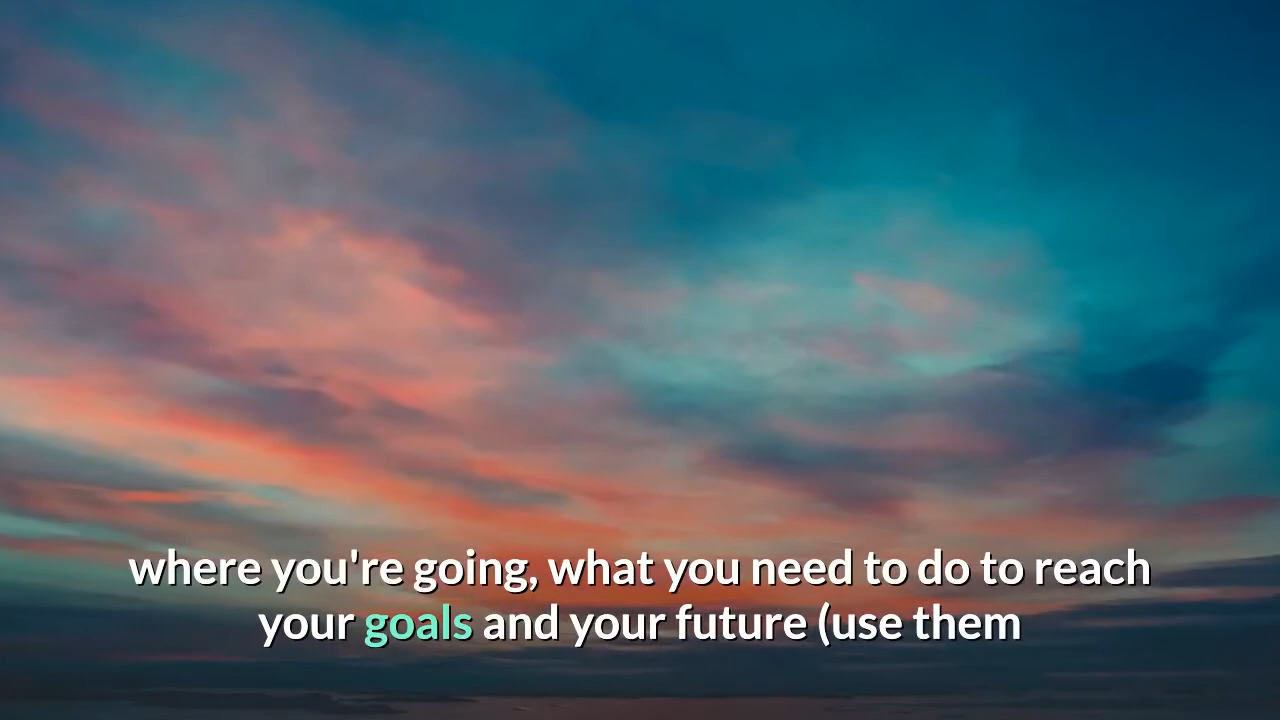 where you're going, what you need to do to reach
your goals and your future (use them